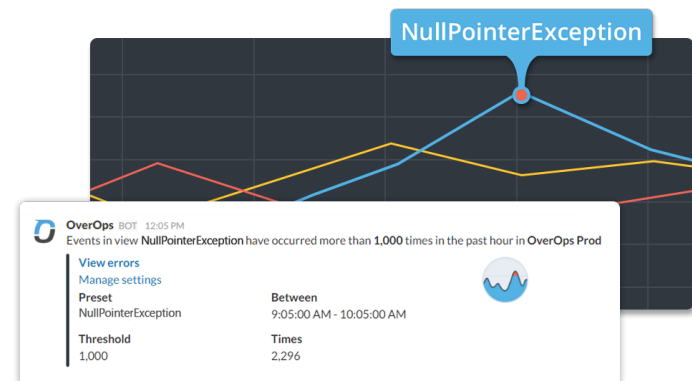 NullPointerException
OverOps BOT 12:05 PM
Events in view NullPointerException have occurred more than 1,000 times in the past hour in OverOps Prod
View errors
Manage settings
Preset Between
NullPointerException 9:05:00 AM - 10:05:00 AM
Threshold Times
1,000 2,296